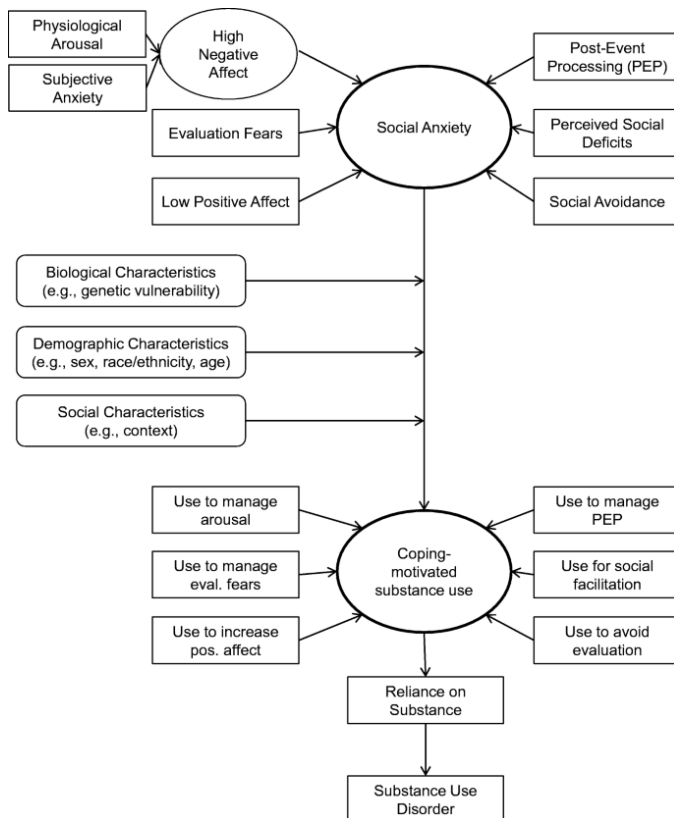 Physiological
Arousal
Subjective
Anxiety
High
Negative
Affect
Evaluation Fears
Low Positive Affect
Social Anxiety
Post-Event
Processing (PEP)
Perceived Social
Deficits
Social Avoidance
Biological Characteristics
(e.g., genetic vulnerability)
Demographic Characteristics
(e.g., sex, race/ethnicity, age)
Social Characteristics
(e.g., context)
Use to manage
arousal
Use to manage
eval. fears
Use to increase
pos. affect
Coping-
motivated
substance use
Use to manage
PEP
Use for social
facilitation
Use to avoid
evaluation
Reliance on
Substance
Substance Use
Disorder